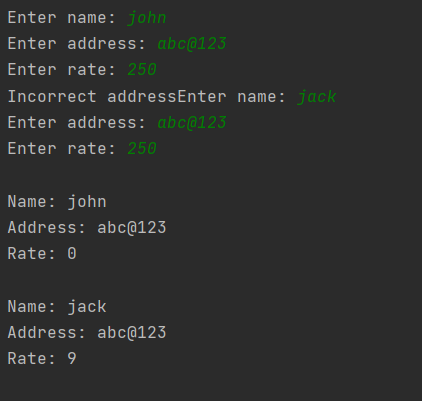 Enter name: john
Enter address: abc@123
Enter rate: 250
Incorrect addressEnter name: jack
Enter address: abc@123
Enter rate: 250
Name: john
Address: abc@123
Rate: 0
Name: jack
Address: abc@123
Rate: 9